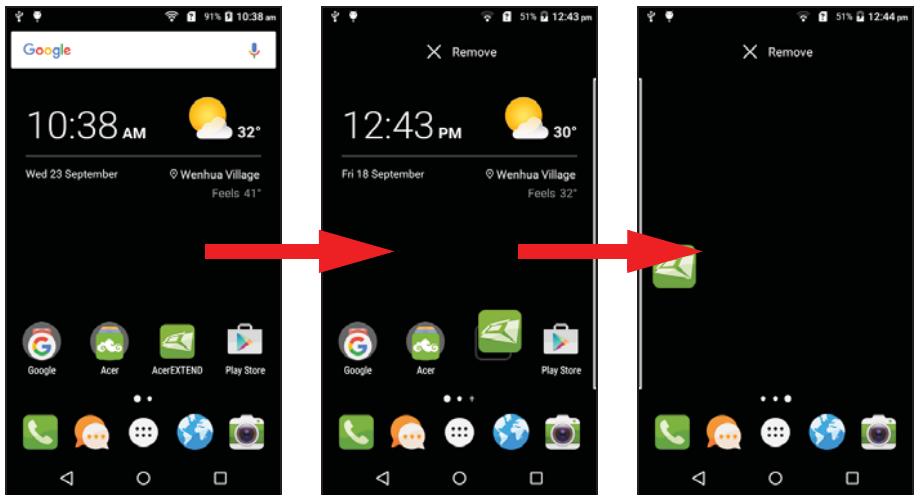 91% 10:38 am
Google
10:38 AM
32°
Wed 23 September
Wenhua Village
Feels 41°
Google
Acer
AcerEXTEND
Play Store
51% 12:43 pm
Remove
12:43 PM
30°
Fri 18 September
Wenhua Village
Feels 32°
Google
Acer
Play Store
51% 12:44 pm
Remove